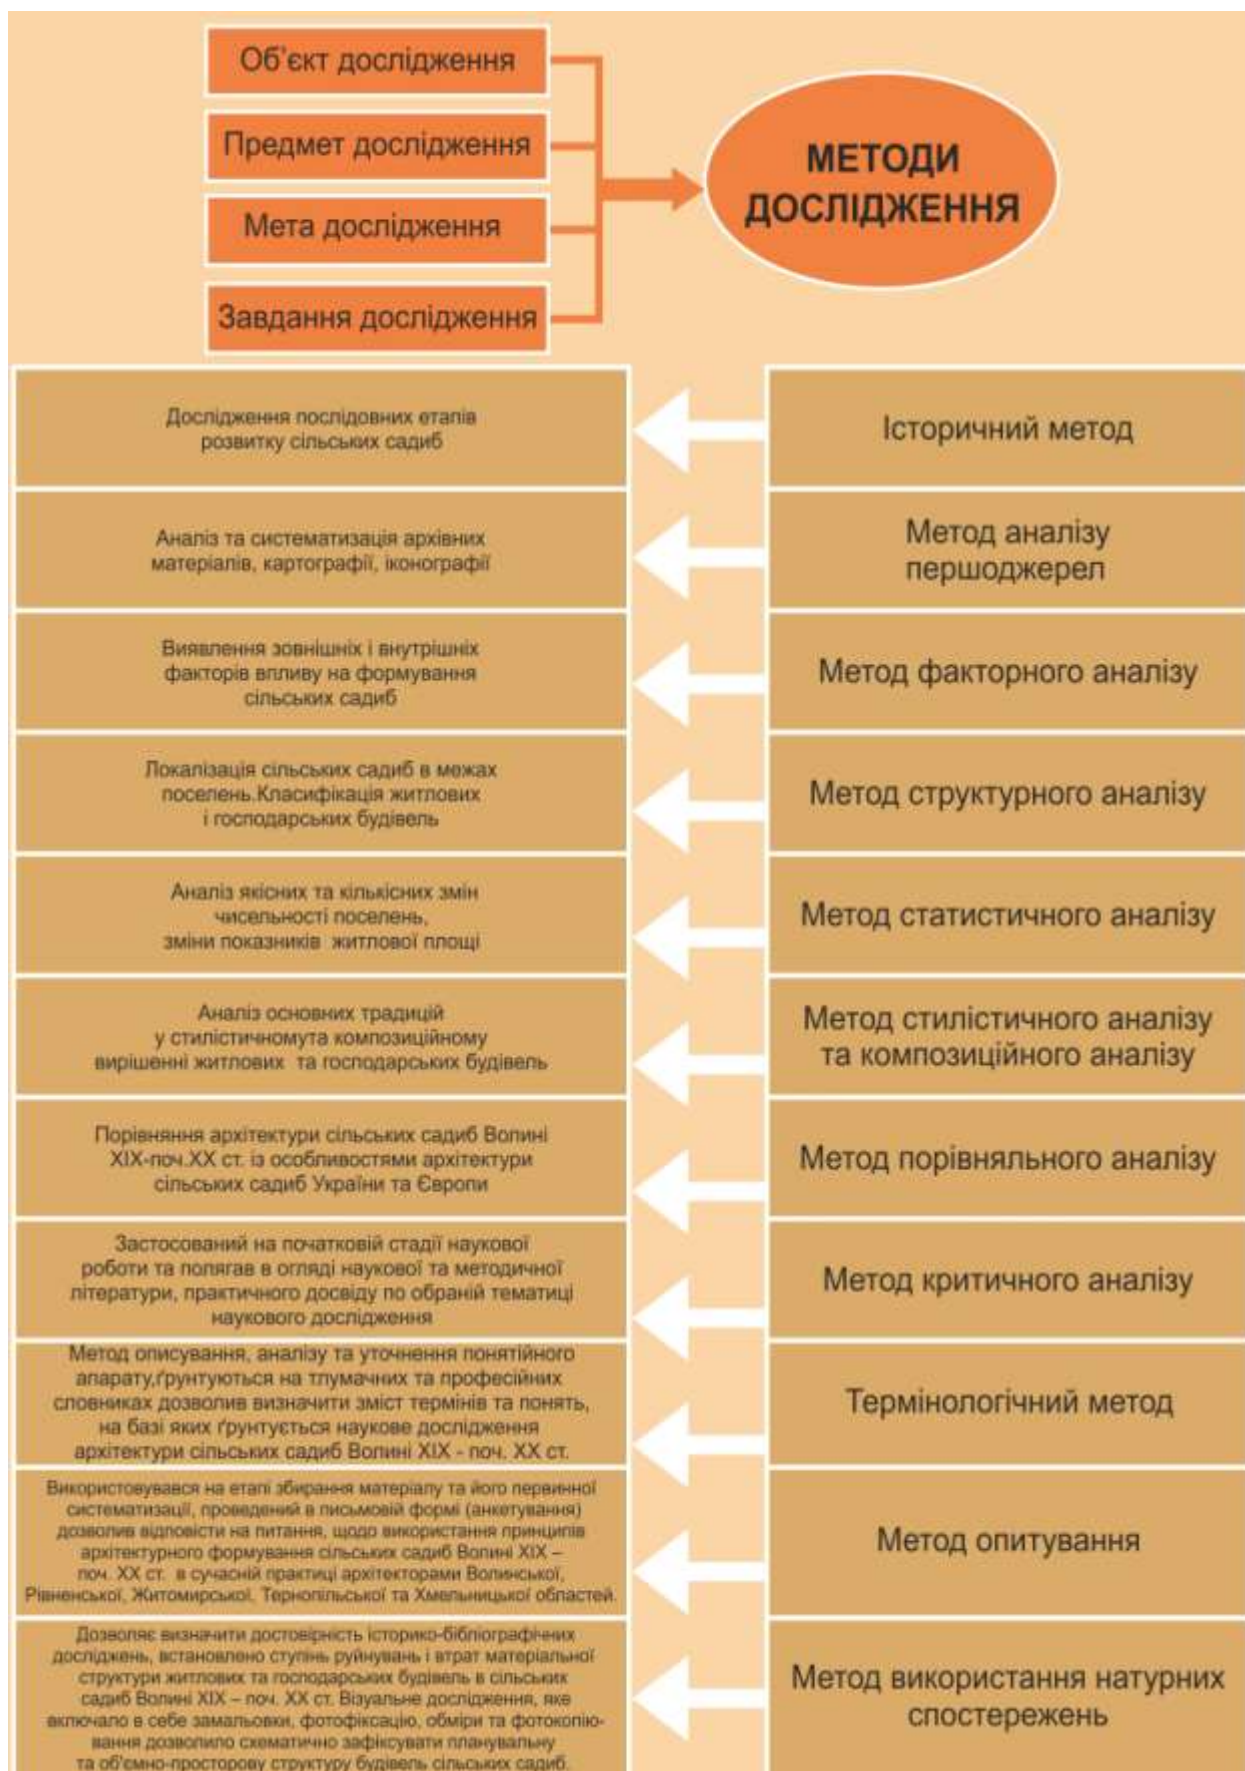 Об'єкт дослідження
Предмет дослідження
Мета дослідження
Завдання дослідження
МЕТОДИ
ДОСЛІДЖЕННЯ
Дослідження послідовних етапів
розвитку сільських садиб
Історичний метод
Аналіз та систематізація архівних
матеріалів, картографії, іконографії
Метод аналізу
першоджерел
Виявлення зовнішніх і внутрішніх
факторів впливу на формування
сільських садиб
Метод факторного аналізу
Локалізація сільських садиб в межах
поселень.Класифікація житлових
і господарських будівель
Метод структурного аналізу
Аналіз якісних та кількісних змін
чисельності поселень,
зміни показників житлової площі
Метод статистичного аналізу
Аналіз основних традицій
у стилістичномута композиційному
вирішенні житлових та господарських будівель
Метод стилістичного аналізу
та композиційного аналізу
Порівняння архітектури сільських садиб Волині
XIX-поч.XX ст. із особливостями архітектури
сільських садиб України та Європи
Метод порівняльного аналізу
Застосований на початковій стадії наукової
роботи та полягав в огляді наукової та методичної
літератури, практичного досвіду по обраній тематиці
наукового дослідження
Метод критичного аналізу
Метод описування, аналізу та уточнення понятійного
апарату,ґрунтуються на тлумачних та професійних
словниках дозволив визначити зміст термінів та понять,
на базі яких ґрунтується наукове дослідження
архітектури сільських садиб Волині XIX - поч. XX ст.
Термінологічний метод
Використовувався на етапі збирання матеріалу та його первинної
систематизації, проведений в письмовій формі (анкетування)
дозволив відповісти на питання, щодо використання принципів
архітектурного формування сільських садиб Волині XIX –
поч. XX ст. в сучасній практиці архітекторами Волинської,
Рівненської, Житомирської, Тернопільської та Хмельницької областей.
Метод опитування
Дозволяє визначити достовірність історико-бібліографічних
досліджень, встановлено ступінь руйнувань і втрат матеріальної
структури житлових та господарських будівель в сільських
садиб Волині XIX – поч. XX ст. Візуальне дослідження, яке
включало в себе замальовки, фотофіксацію, обміри та фотокопію-
вання дозволило схематично зафіксувати планувальну
та об'ємно-просторову структуру будівель сільських садиб.
Метод використання натурних
спостережень